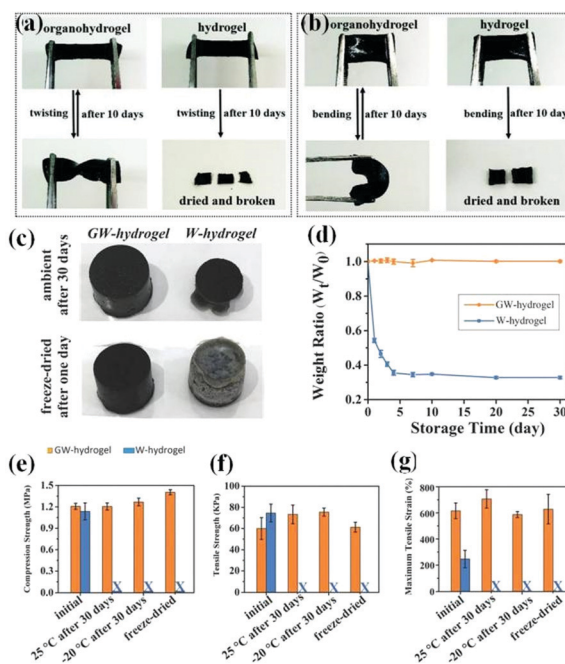 (a)
organohydrogel hydrogel
twisting after 10 days twisting after 10 days
dried and broken
(b)
organohydrogel hydrogel
bending after 10 days bending after 10 days
dried and broken
(c) GW-hydrogel W-hydrogel
ambient
after 30 days
freeze-dried
after one day
(d)
Weight Ratio (Wt/W0)
1.0
0.8
0.6
0.4
0.2
GW-hydrogel
W-hydrogel
0 5 10 15 20 25 30
Storage Time (day)
GW-hydrogel W-hydrogel
(e)
Compression Strength (MPa)
1.5
1.2
0.9
0.6
0.3
0.0
X X X
initial
25 °C after 30 days
-20 °C after 30 days
freeze-dried
(f)
Tensile Strength (KPa)
100
80
60
40
20
0
X X X
initial
25 °C after 30 days
-20 °C after 30 days
freeze-dried
(g)
Maximum Tensile Strain (%)
800
600
400
200
0
X X X
initial
25 °C after 30 days
-20 °C after 30 days
freeze-dried